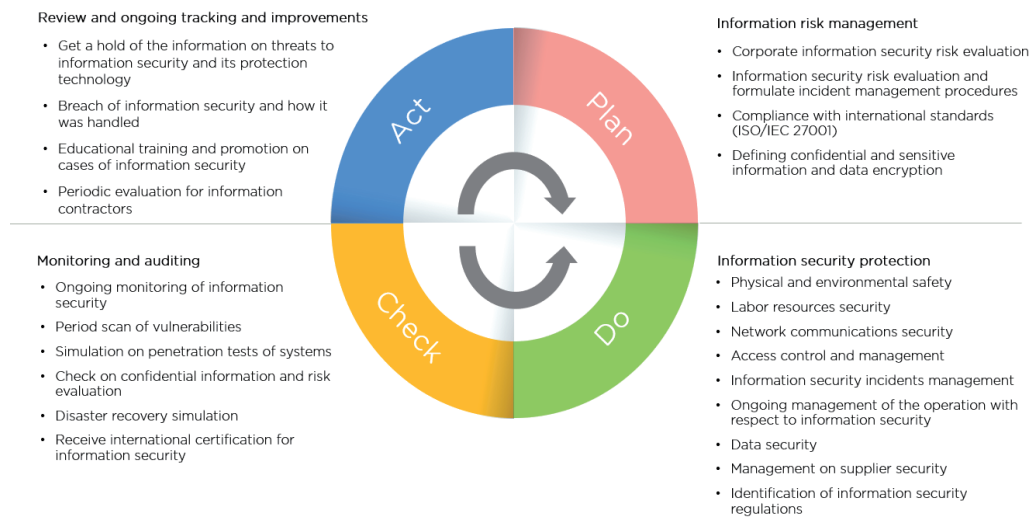 Review and ongoing tracking and improvements
• Get a hold of the information on threats to
information security and its protection
technology
• Breach of information security and how it
was handled
• Educational training and promotion on
cases of information security
• Periodic evaluation for information
contractors
Act
Plan
Information risk management
• Corporate information security risk evaluation
• Information security risk evaluation and
formulate incident management procedures
• Compliance with international standards
(ISO/IEC 27001)
• Defining confidential and sensitive
information and data encryption
Monitoring and auditing
• Ongoing monitoring of information
security
• Period scan of vulnerabilities
• Simulation on penetration tests of systems
• Check on confidential information and risk
evaluation
• Disaster recovery simulation
• Receive international certification for
information security
Check
Do
Information security protection
• Physical and environmental safety
• Labor resources security
• Network communications security
• Access control and management
• Information security incidents management
• Ongoing management of the operation with
respect to information security
• Data security
• Management on supplier security
• Identification of information security
regulations